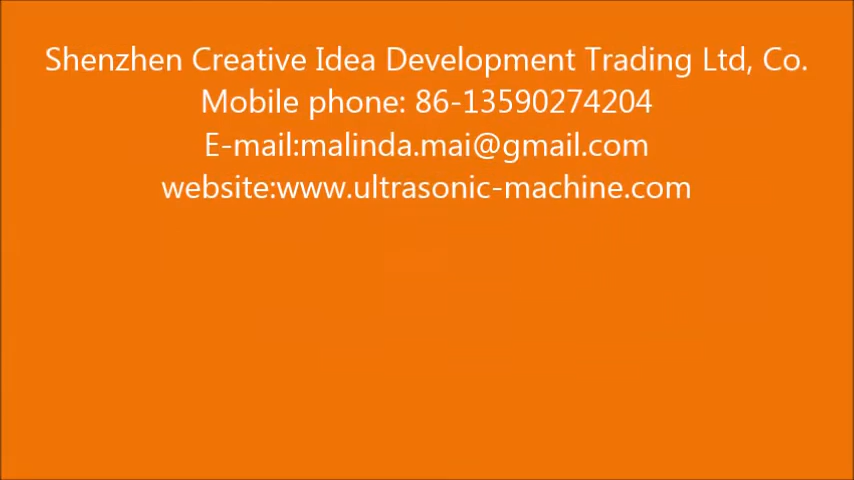 Shenzhen Creative Idea Development Trading Ltd, Co.
Mobile phone: 86-13590274204
E-mail:malinda.mai@gmail.com
website:www.ultrasonic-machine.com